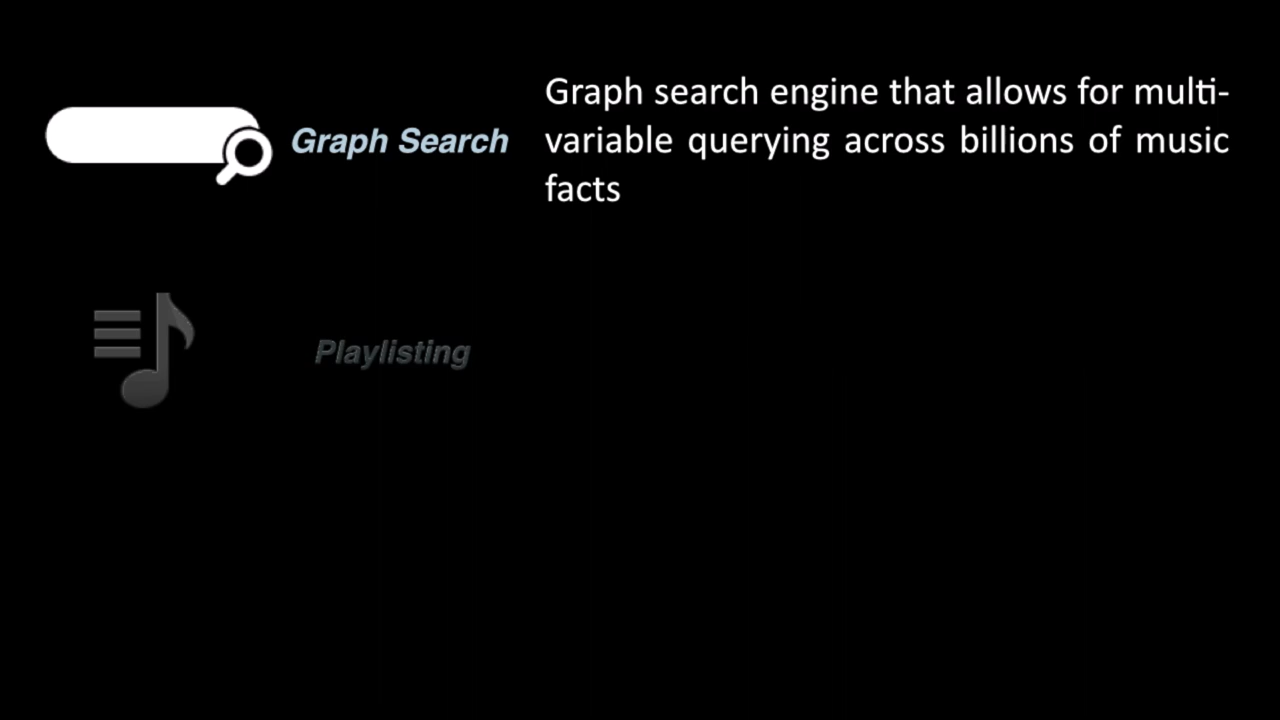 Graph Search
Graph search engine that allows for multi-
variable querying across billions of music
facts
Playlisting